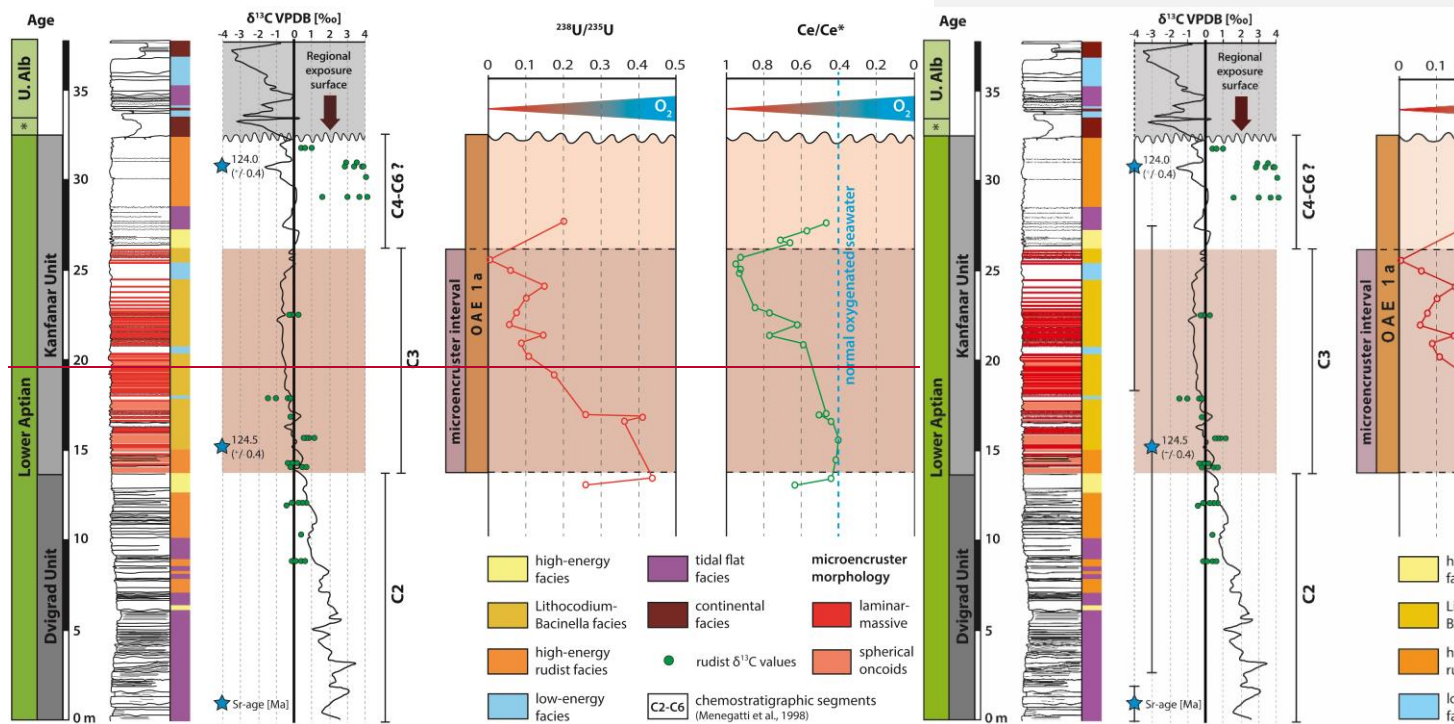 Age
δ¹³C VPDB [‰]
-4 -3 -2 -1 0 1 2 3 4
Regional
exposure
surface
U. Alb
*
Lower Aptian
Kanfanar Unit
Dvigrad Unit
35
30
25
20
15
10
5
0 m
124.0
(⁺/- 0.4)
124.5
(⁺/- 0.4)
Sr-age [Ma]
C4-C6 ?
C3
C2
²³⁸U/²³⁵U
0 0.1 0.2 0.3 0.4 0.5
O₂
microencruster interval
OAE 1a
Ce/Ce*
1 0.8 0.6 0.4 0.2 0
O₂
normal oxygenated seawater
high-energy
facies
Lithocodium-
Bacinella facies
high-energy
rudist facies
low-energy
facies
tidal flat
facies
continental
facies
rudist δ¹³C values
C2-C6 chemostratigraphic segments
(Menegatti et al., 1998)
microencruster
morphology
laminar-
massive
spherical
oncoids
Age
δ¹³C VPDB [‰]
-4 -3 -2 -1 0 1 2 3 4
Regional
exposure
surface
U. Alb
*
Lower Aptian
Kanfanar Unit
Dvigrad Unit
35
30
25
20
15
10
5
0 m
124.0
(⁺/- 0.4)
124.5
(⁺/- 0.4)
Sr-age [Ma]
C4-C6 ?
C3
C2
0 0.1
microencruster interval
OAE 1a
h
fa
Li
B
h
ru
lo
fa